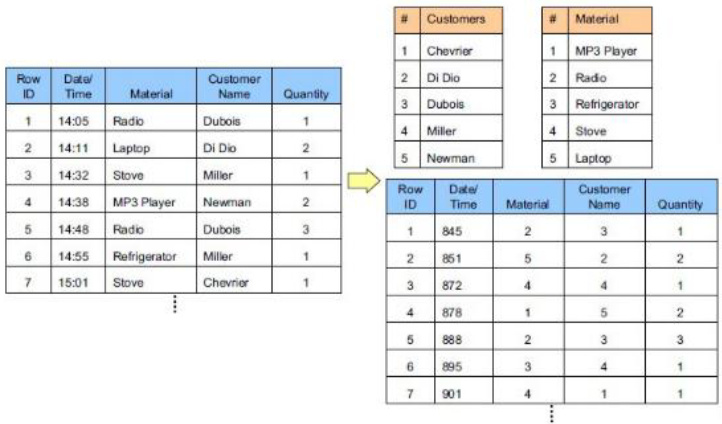 # Customers
1 Chevrier
2 Di Dio
3 Dubois
4 Miller
5 Newman
# Material
1 MP3 Player
2 Radio
3 Refrigerator
4 Stove
5 Laptop
Row ID Date/ Time Material Customer Name Quantity
1 14:05 Radio Dubois 1
2 14:11 Laptop Di Dio 2
3 14:32 Stove Miller 1
4 14:38 MP3 Player Newman 2
5 14:48 Radio Dubois 3
6 14:55 Refrigerator Miller 1
7 15:01 Stove Chevrier 1
Row ID Date/ Time Material Customer Name Quantity
1 845 2 3 1
2 851 5 2 2
3 872 4 4 1
4 878 1 5 2
5 888 2 3 3
6 895 3 4 1
7 901 4 1 1